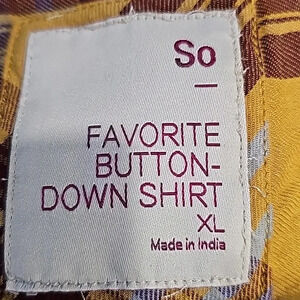 So
FAVORITE
BUTTON-
DOWN SHIRT
XL
Made in India